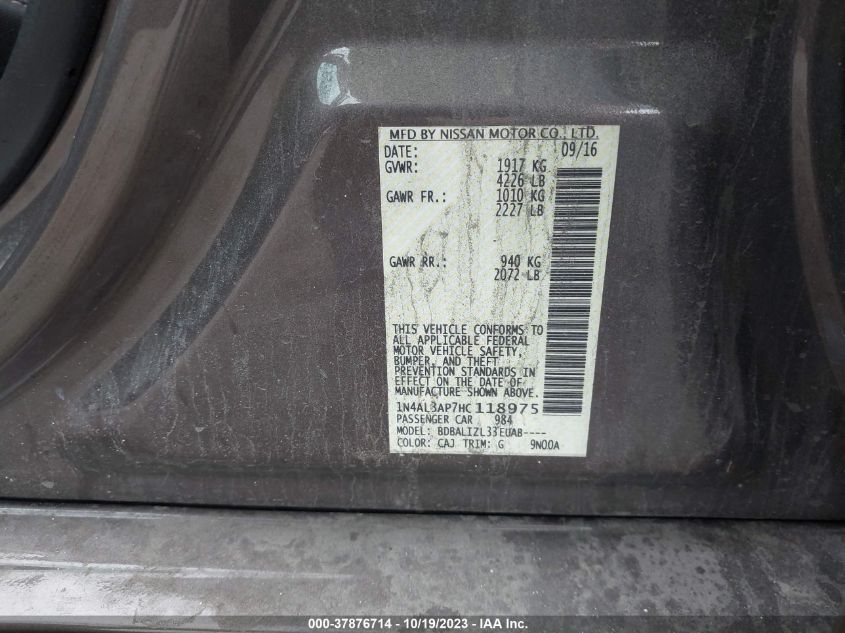 MFD BY NISSAN MOTOR CO., LTD.
DATE: 09/16
GVWR: 1917 KG
4226 LB
GAWR FR.: 1010 KG
2227 LB
GAWR RR.: 940 KG
2072 LB
THIS VEHICLE CONFORMS TO
ALL APPLICABLE FEDERAL
MOTOR VEHICLE SAFETY,
BUMPER, AND THEFT
PREVENTION STANDARDS IN
EFFECT ON THE DATE OF
MANUFACTURE SHOWN ABOVE.
1N4AL3AP7HC118975
PASSENGER CAR 984
MODEL: BDBALIZL33EUAB----
COLOR: CAJ TRIM: G 9N00A
000-37876714 - 10/19/2023 - IAA Inc.